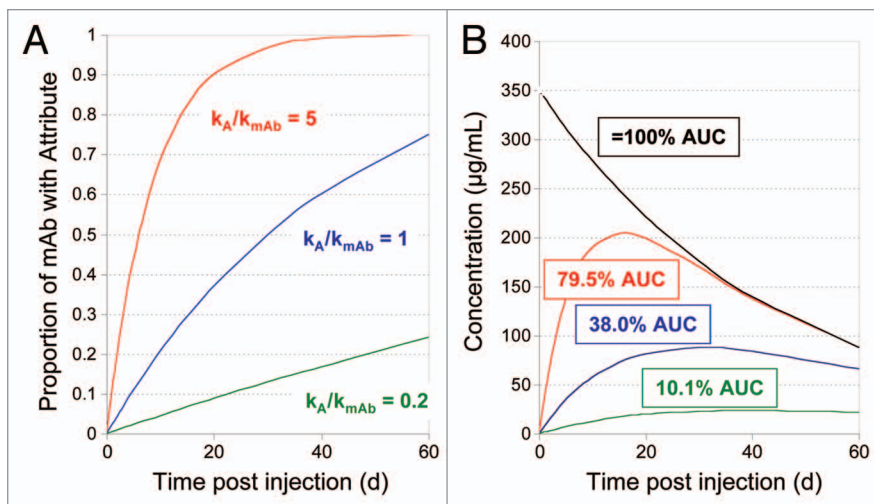 A
Proportion of mAb with Attribute
1
0.9
0.8
0.7
0.6
0.5
0.4
0.3
0.2
0.1
0
kA/kmAb = 5
kA/kmAb = 1
kA/kmAb = 0.2
0 20 40 60
Time post injection (d)
B
Concentration (µg/mL)
400
350
300
250
200
150
100
50
0
=100% AUC
79.5% AUC
38.0% AUC
10.1% AUC
0 20 40 60
Time post injection (d)